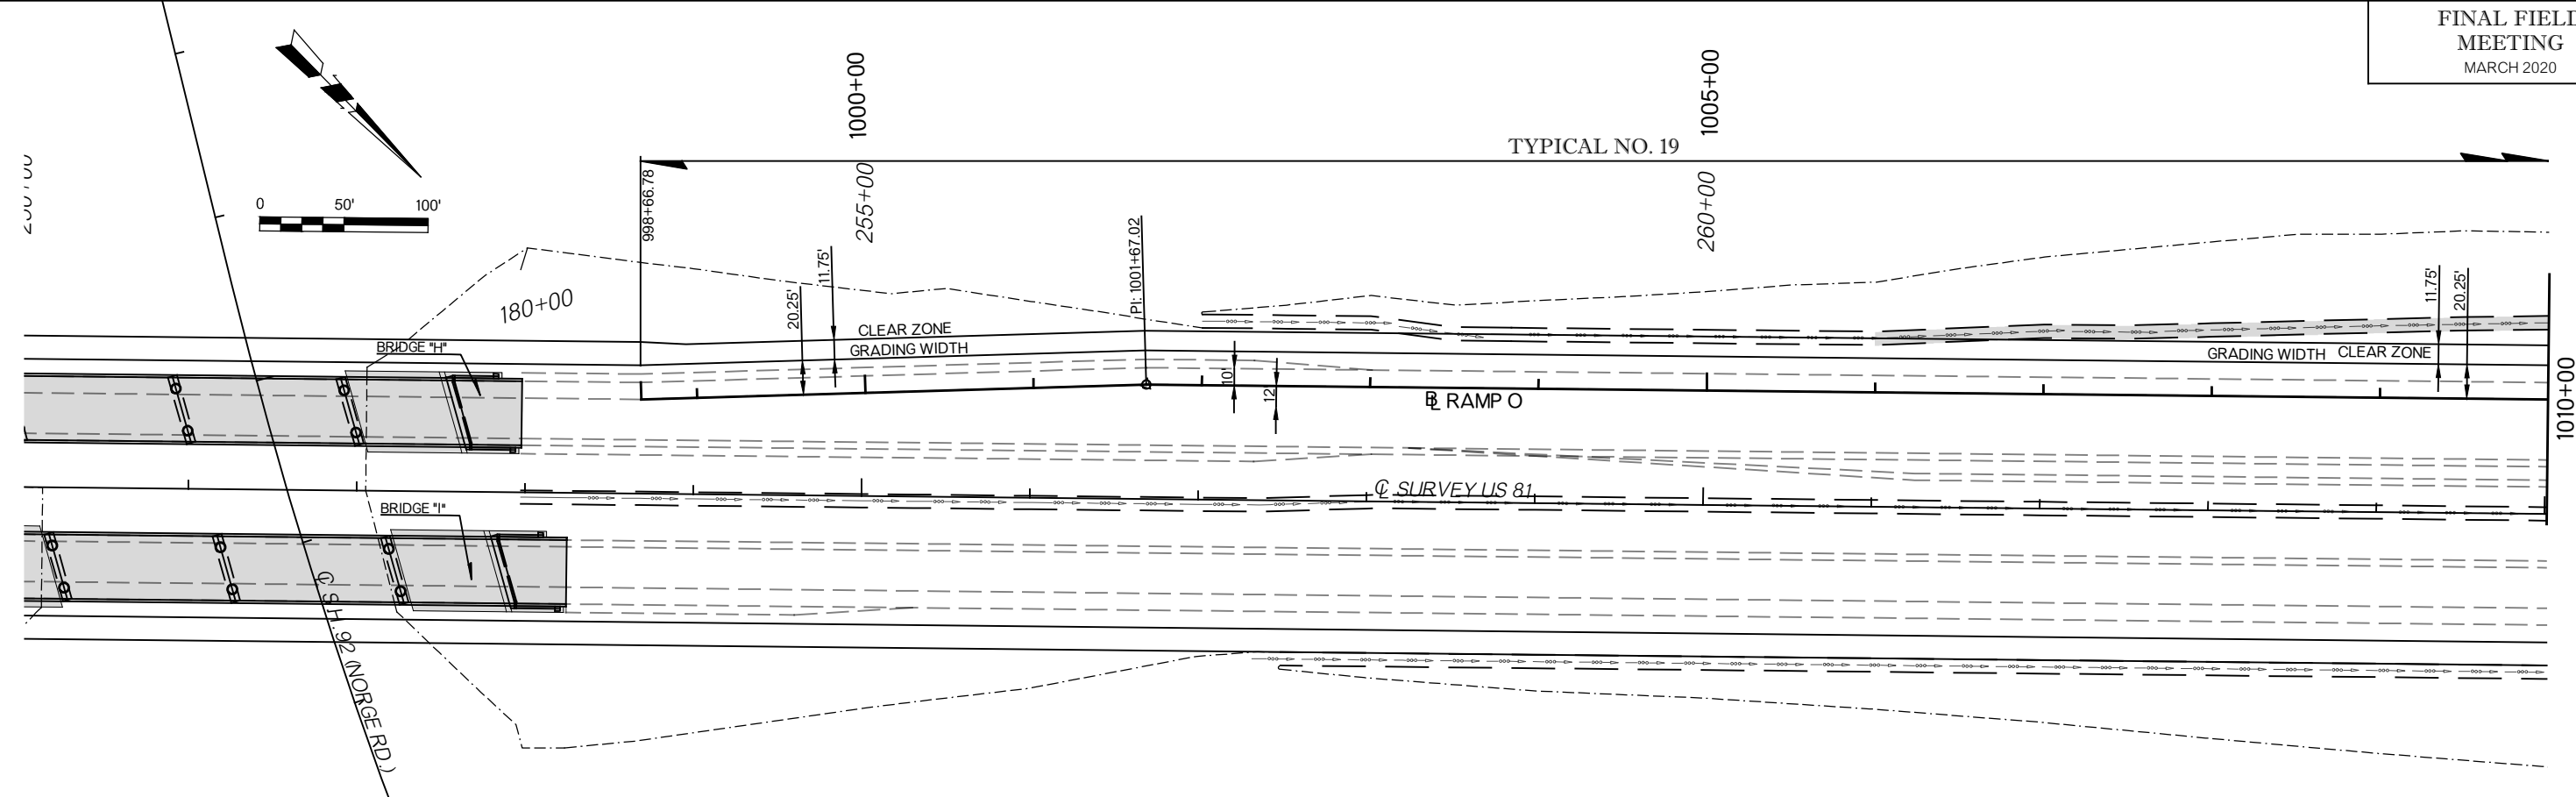 FINAL FIELD
MEETING
MARCH 2020
1000+00
1005+00
TYPICAL NO. 19
998+66.78
255+00
260+00
0 50' 100'
PI: 1001+67.02
11.75'
20.25'
180+00
CLEAR ZONE
GRADING WIDTH
BRIDGE "H"
10'
12'
BL RAMP O
11.75'
20.25'
GRADING WIDTH CLEAR ZONE
1010+00
CL SURVEY US 81
BRIDGE "I"
CL S.H. 92 (NORGE RD.)